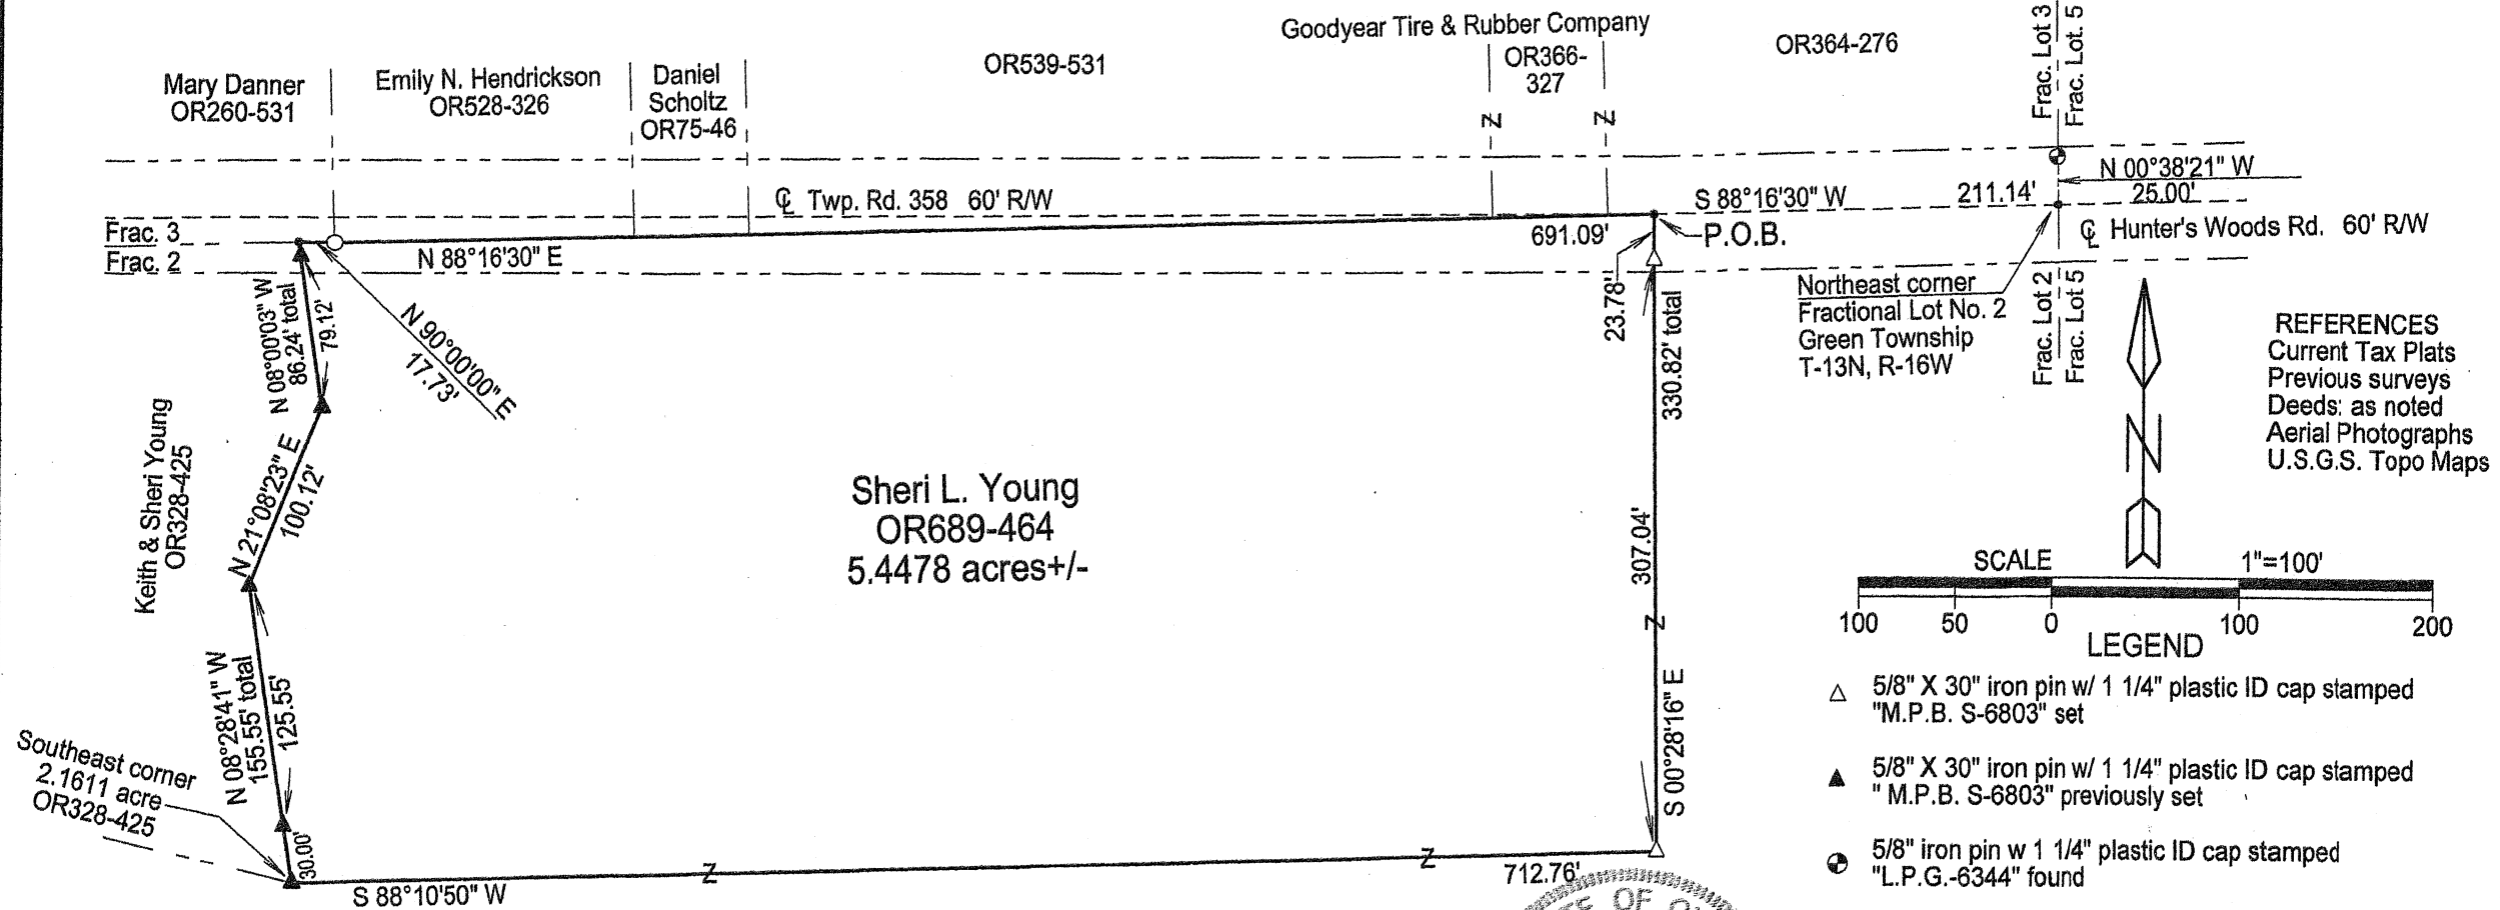 Goodyear Tire & Rubber Company
Mary Danner
OR260-531
Emily N. Hendrickson
OR528-326
Daniel
Scholtz
OR75-46
OR539-531
OR366-
327
OR364-276
Frac. Lot 3
Frac. Lot. 5
Z
Z
N 00°38'21" W
25.00'
℄ Twp. Rd. 358 60' R/W
S 88°16'30" W
211.14'
Frac. 3
Frac. 2
N 88°16'30" E
691.09'
P.O.B.
℄ Hunter's Woods Rd. 60' R/W
N 08°00'03" W
86.24' total
79.12'
N 90°00'00" E
17.73'
23.78'
330.82' total
Northeast corner
Fractional Lot No. 2
Green Township
T-13N, R-16W
Frac. Lot 2
Frac. Lot 5
N
REFERENCES
Current Tax Plats
Previous surveys
Deeds: as noted
Aerial Photographs
U.S.G.S. Topo Maps
Keith & Sheri Young
OR328-425
N 21°08'23" E
100.12'
Sheri L. Young
OR689-464
5.4478 acres+/-
307.04'
Z
S 00°28'16" E
SCALE 1"=100'
100 50 0 100 200
LEGEND
5/8" X 30" iron pin w/ 1 1/4" plastic ID cap stamped
"M.P.B. S-6803" set
5/8" X 30" iron pin w/ 1 1/4" plastic ID cap stamped
" M.P.B. S-6803" previously set
5/8" iron pin w 1 1/4" plastic ID cap stamped
"L.P.G.-6344" found
N 08°28'41" W
155.55' total
125.55'
Southeast corner
2.1611 acre
OR328-425
30.00'
S 88°10'50" W
Z
Z
712.76'
OF